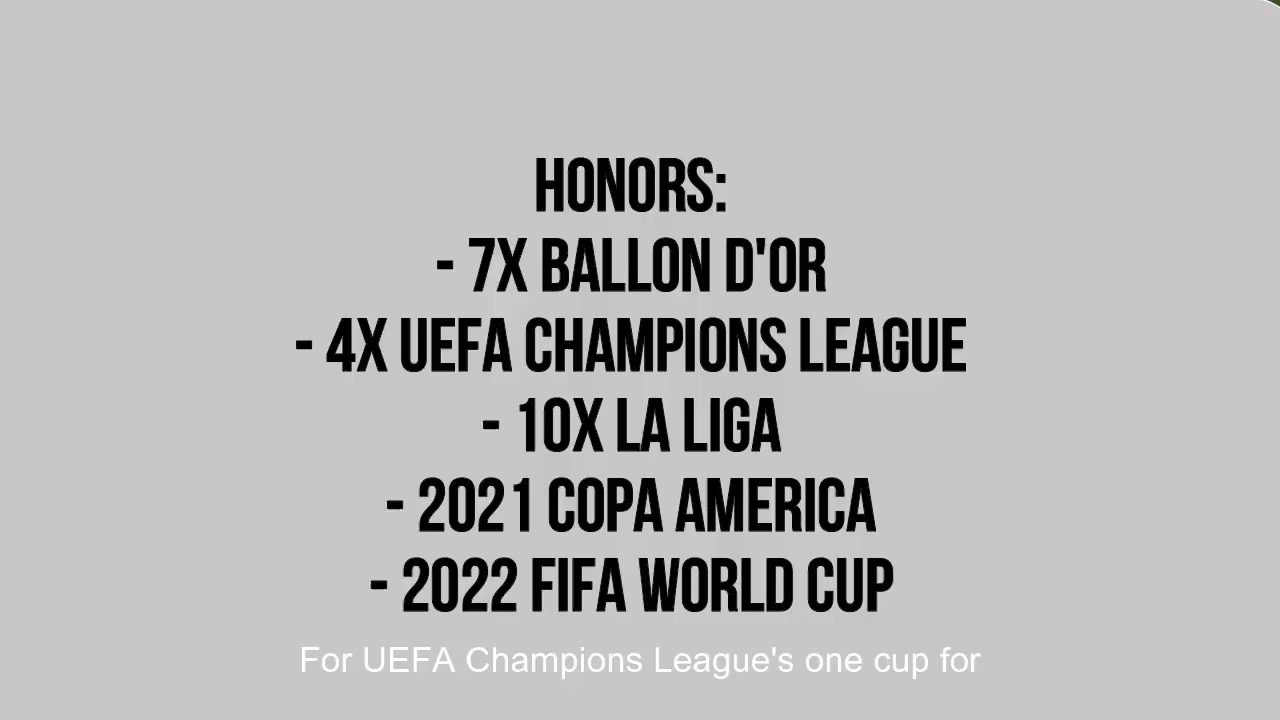 HONORS:
- 7X BALLON D'OR
- 4X UEFA CHAMPIONS LEAGUE
- 10X LA LIGA
- 2021 COPA AMERICA
- 2022 FIFA WORLD CUP
For UEFA Champions League's one cup for